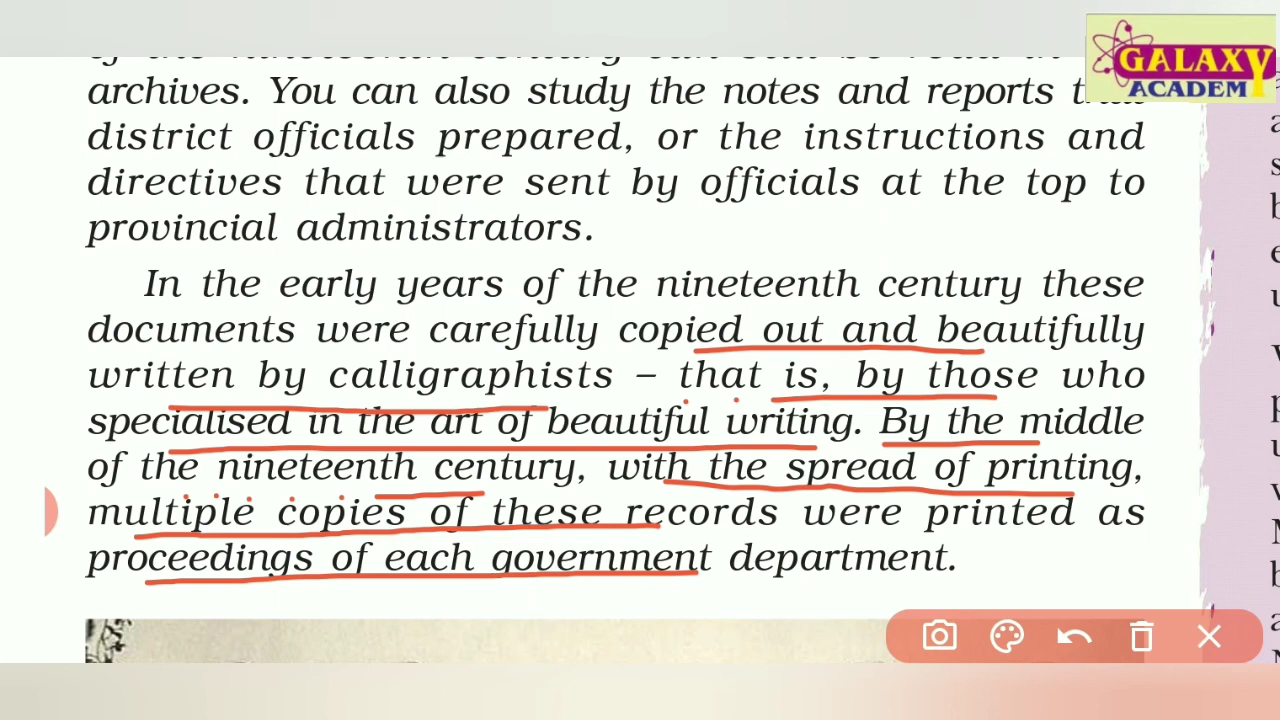 GALAXY
ACADEMY
archives. You can also study the notes and reports
district officials prepared, or the instructions and
directives that were sent by officials at the top to
provincial administrators.
In the early years of the nineteenth century these
documents were carefully copied out and beautifully
written by calligraphists – that is, by those who
specialised in the art of beautiful writing. By the middle
of the nineteenth century, with the spread of printing,
multiple copies of these records were printed as
proceedings of each government department.